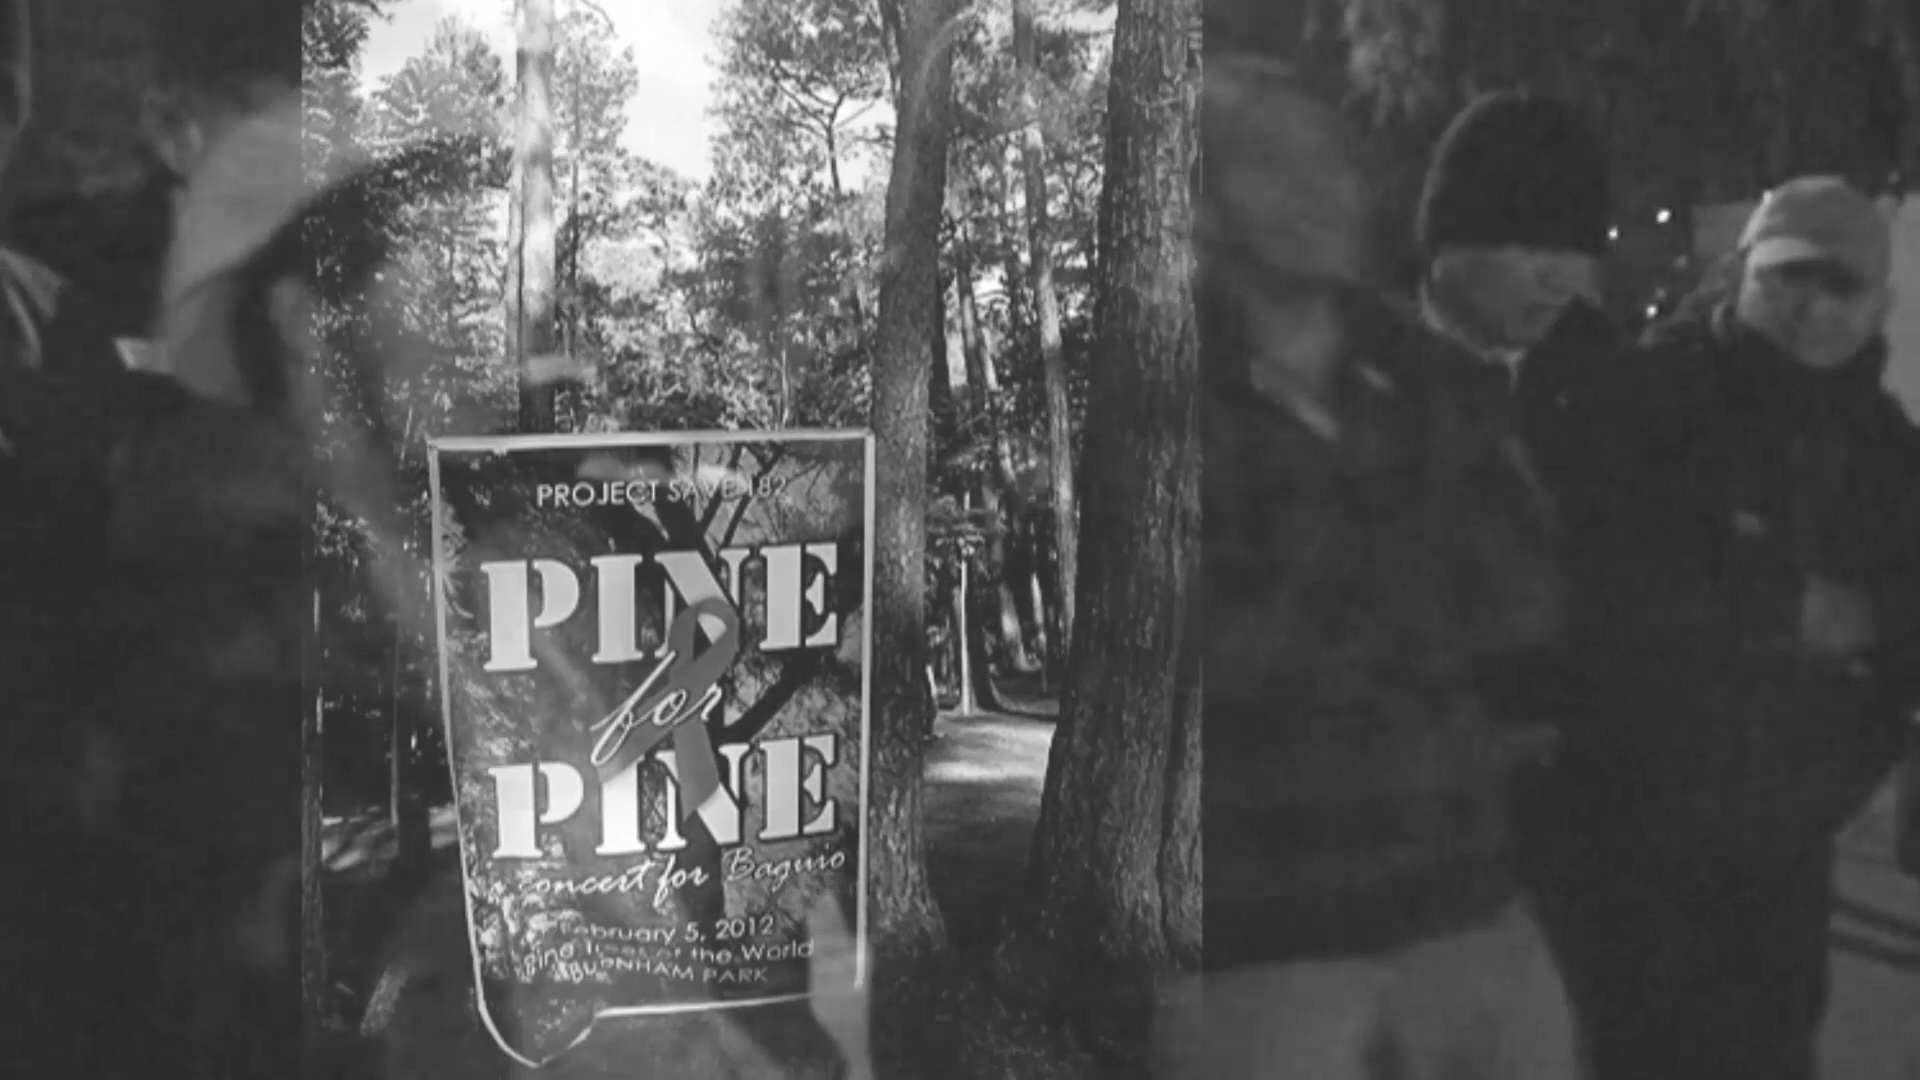 PROJECT SAVE 182
PINE
for
PINE
a concert for Baguio
February 5, 2012
Pine Trees of the World
BURNHAM PARK